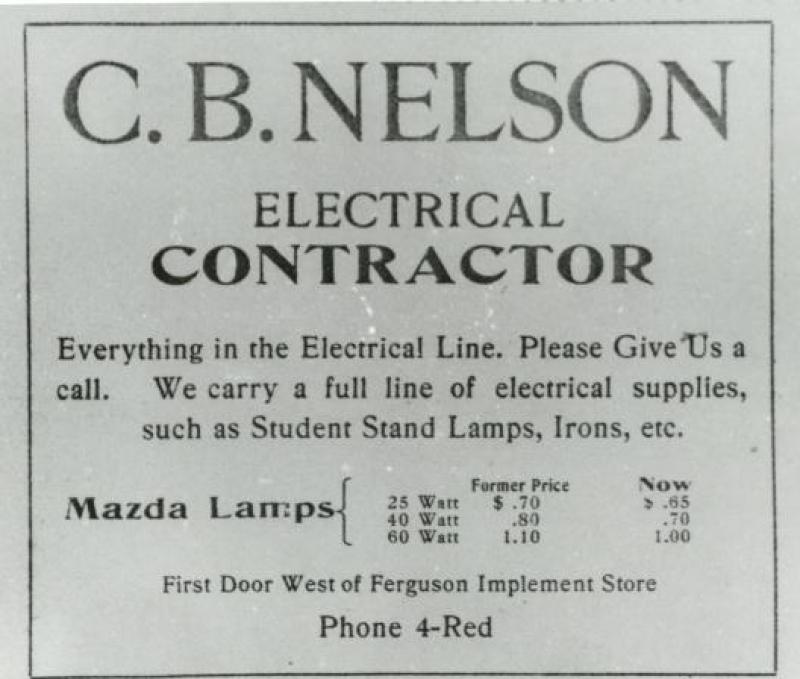 C. B. NELSON
ELECTRICAL
CONTRACTOR
Everything in the Electrical Line. Please Give Us a
call. We carry a full line of electrical supplies,
such as Student Stand Lamps, Irons, etc.
Former Price Now
Mazda Lamps { 25 Watt $ .70 $ .65
40 Watt .80 .70
60 Watt 1.10 1.00
First Door West of Ferguson Implement Store
Phone 4-Red